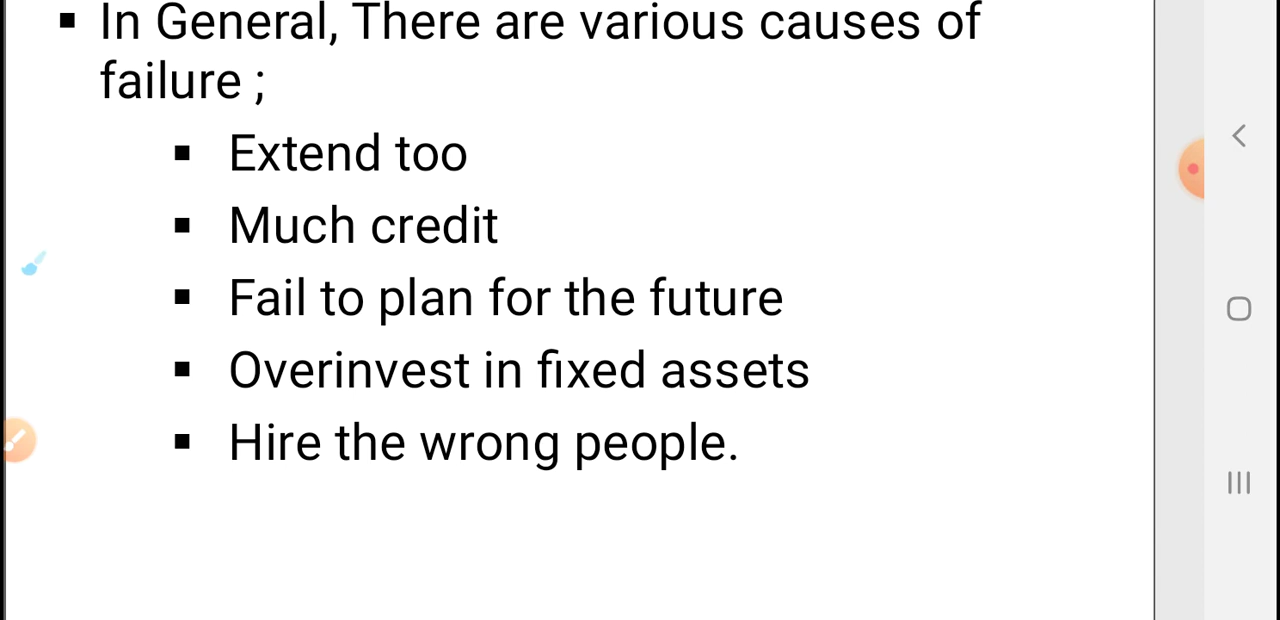 ▪ In General, There are various causes of
failure ;
▪ Extend too
▪ Much credit
▪ Fail to plan for the future
▪ Overinvest in fixed assets
▪ Hire the wrong people.